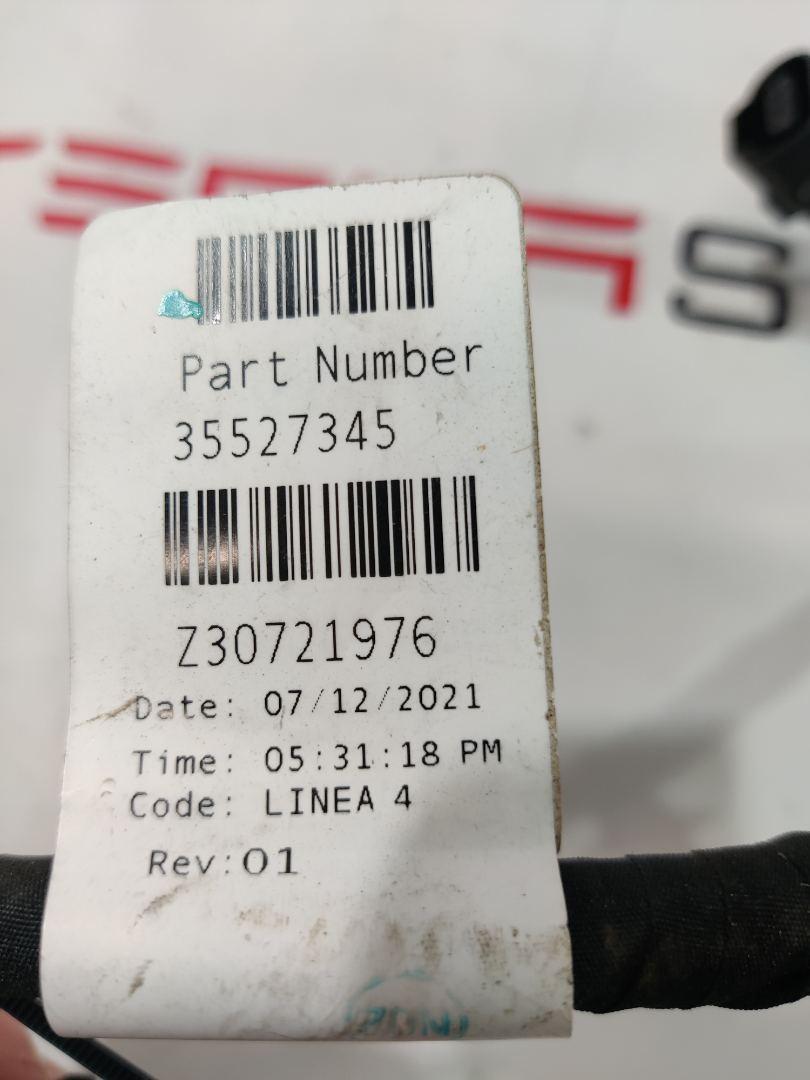 Part Number
35527345
Z30721976
Date: 07/12/2021
Time: 05:31:18 PM
Code: LINEA 4
Rev:01